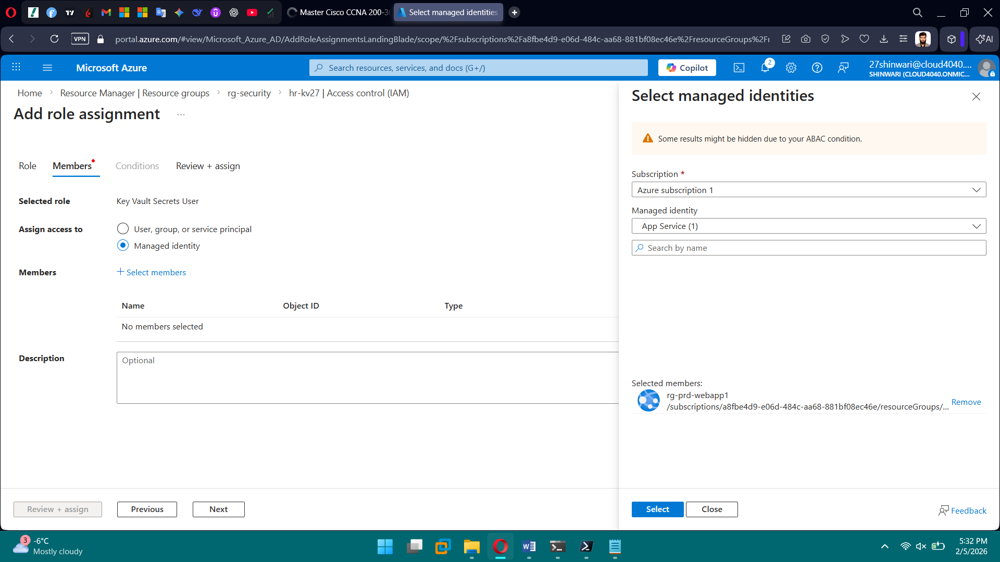 Master Cisco CCNA 200-30
Select managed identities
VPN
portal.azure.com/#view/Microsoft_Azure_AD/AddRoleAssignmentsLandingBlade/scope/%2Fsubscriptions%2Fa8fbe4d9-e06d-484c-aa68-881bf08ec46e%2FresourceGroups%2Fr
AI
Microsoft Azure
Search resources, services, and docs (G+/)
Copilot
2
27shinwari@cloud4040....
SHINWARI (CLOUD4040.ONMIC...
Home
Resource Manager | Resource groups
rg-security
hr-kv27 | Access control (IAM)
Add role assignment
...
Role
Members
Conditions
Review + assign
Selected role
Key Vault Secrets User
Assign access to
User, group, or service principal
Managed identity
Members
+ Select members
Name
Object ID
Type
No members selected
Description
Optional
Review + assign
Previous
Next
Select managed identities
Some results might be hidden due to your ABAC condition.
Subscription *
Azure subscription 1
Managed identity
App Service (1)
Search by name
Selected members:
rg-prd-webapp1
/subscriptions/a8fbe4d9-e06d-484c-aa68-881bf08ec46e/resourceGroups/...
Remove
Select
Close
Feedback
3
-6°C
Mostly cloudy
5:32 PM
2/5/2026